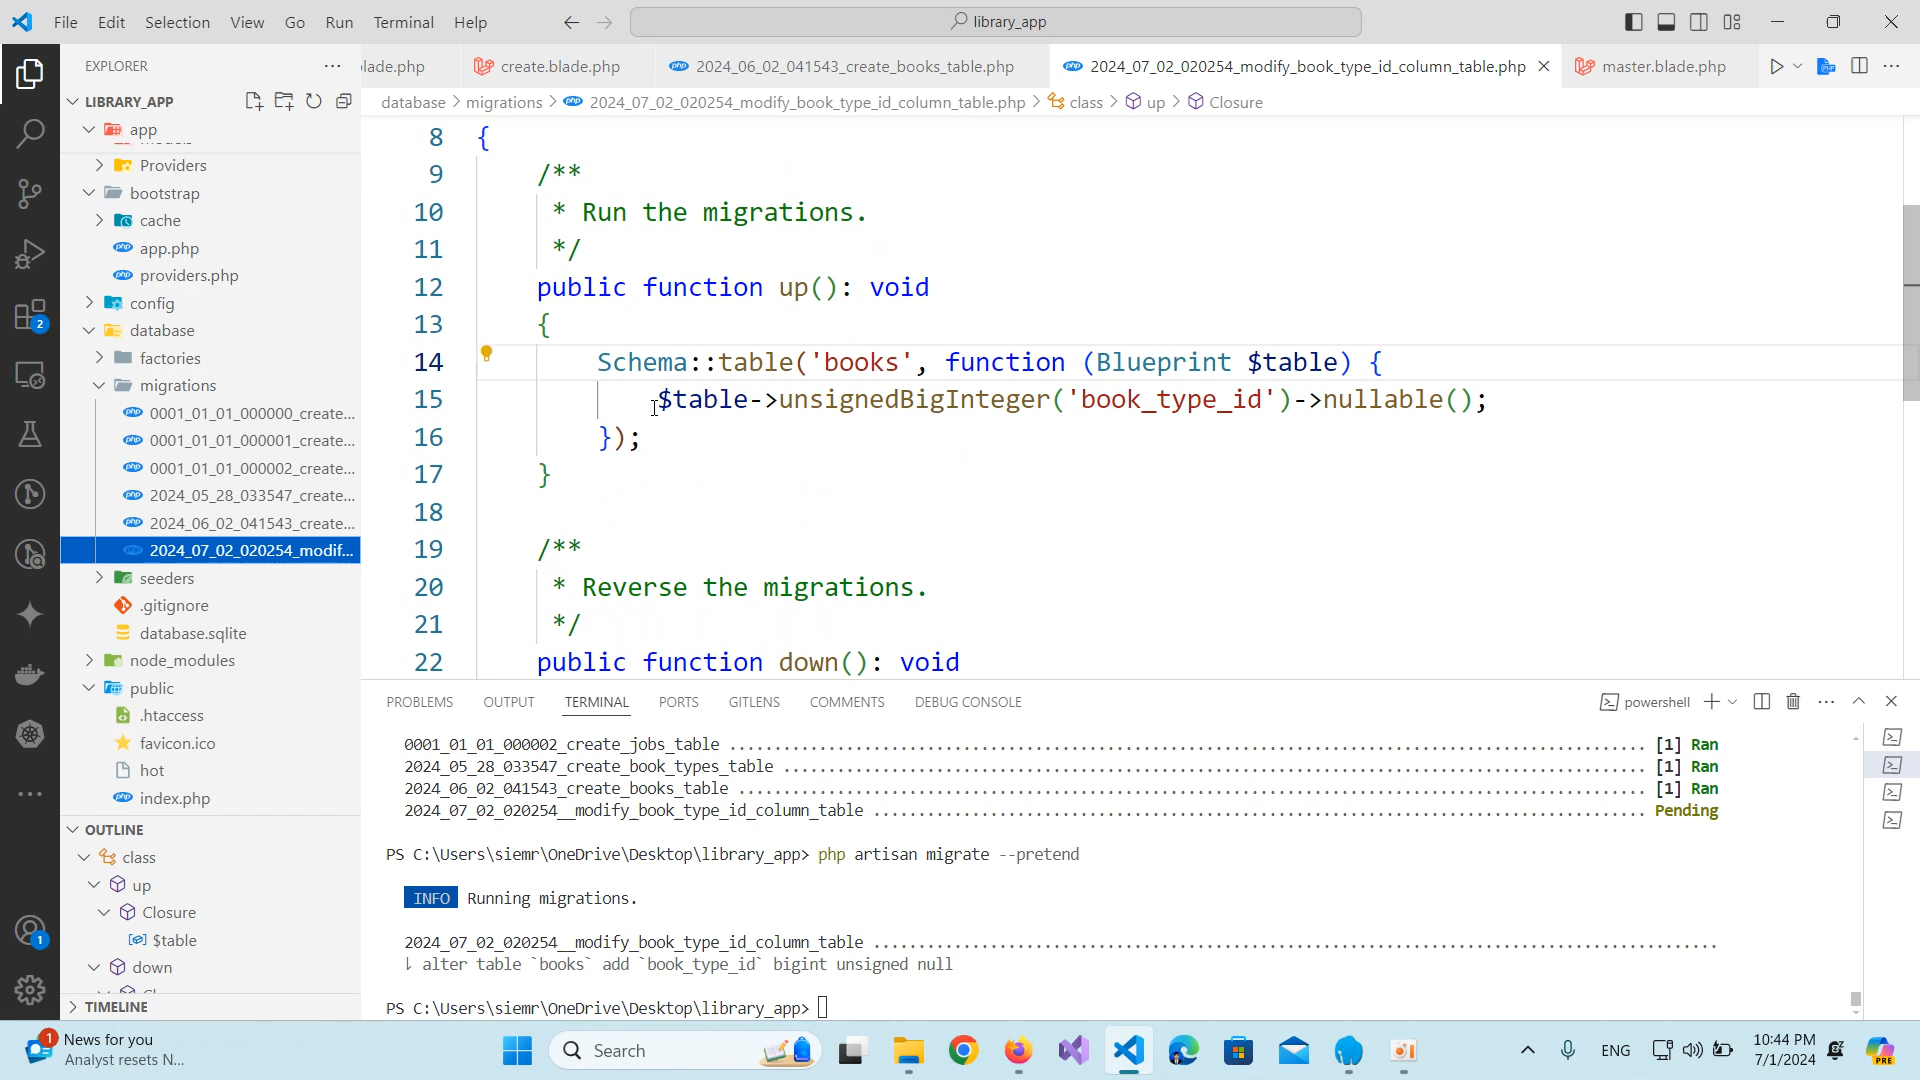 File Edit Selection View Go Run Terminal Help
library_app
EXPLORER
lade.php
create.blade.php
2024_06_02_041543_create_books_table.php
2024_07_02_020254_modify_book_type_id_column_table.php
master.blade.php
LIBRARY_APP
database > migrations > 2024_07_02_020254_modify_book_type_id_column_table.php > class > up > Closure
app
Providers
bootstrap
cache
app.php
providers.php
config
database
factories
migrations
0001_01_01_000000_create...
0001_01_01_000001_create...
0001_01_01_000002_create...
2024_05_28_033547_create...
2024_06_02_041543_create...
2024_07_02_020254_modif...
seeders
.gitignore
database.sqlite
node_modules
public
.htaccess
favicon.ico
hot
index.php
OUTLINE
class
up
Closure
$table
down
TIMELINE
2
1
8 {
9 /**
10 * Run the migrations.
11 */
12 public function up(): void
13 {
14 Schema::table('books', function (Blueprint $table) {
15 $table->unsignedBigInteger('book_type_id')->nullable();
16 });
17 }
18
19 /**
20 * Reverse the migrations.
21 */
22 public function down(): void
PROBLEMS OUTPUT TERMINAL PORTS GITLENS COMMENTS DEBUG CONSOLE
powershell
0001_01_01_000002_create_jobs_table ........ [1] Ran
2024_05_28_033547_create_book_types_table ........ [1] Ran
2024_06_02_041543_create_books_table ........ [1] Ran
2024_07_02_020254__modify_book_type_id_column_table ........ Pending
PS C:\Users\siemr\OneDrive\Desktop\library_app> php artisan migrate --pretend
INFO Running migrations.
2024_07_02_020254__modify_book_type_id_column_table ........
⇂ alter table `books` add `book_type_id` bigint unsigned null
PS C:\Users\siemr\OneDrive\Desktop\library_app>
1
News for you
Analyst resets N...
Search
ENG
10:44 PM
7/1/2024
PRE